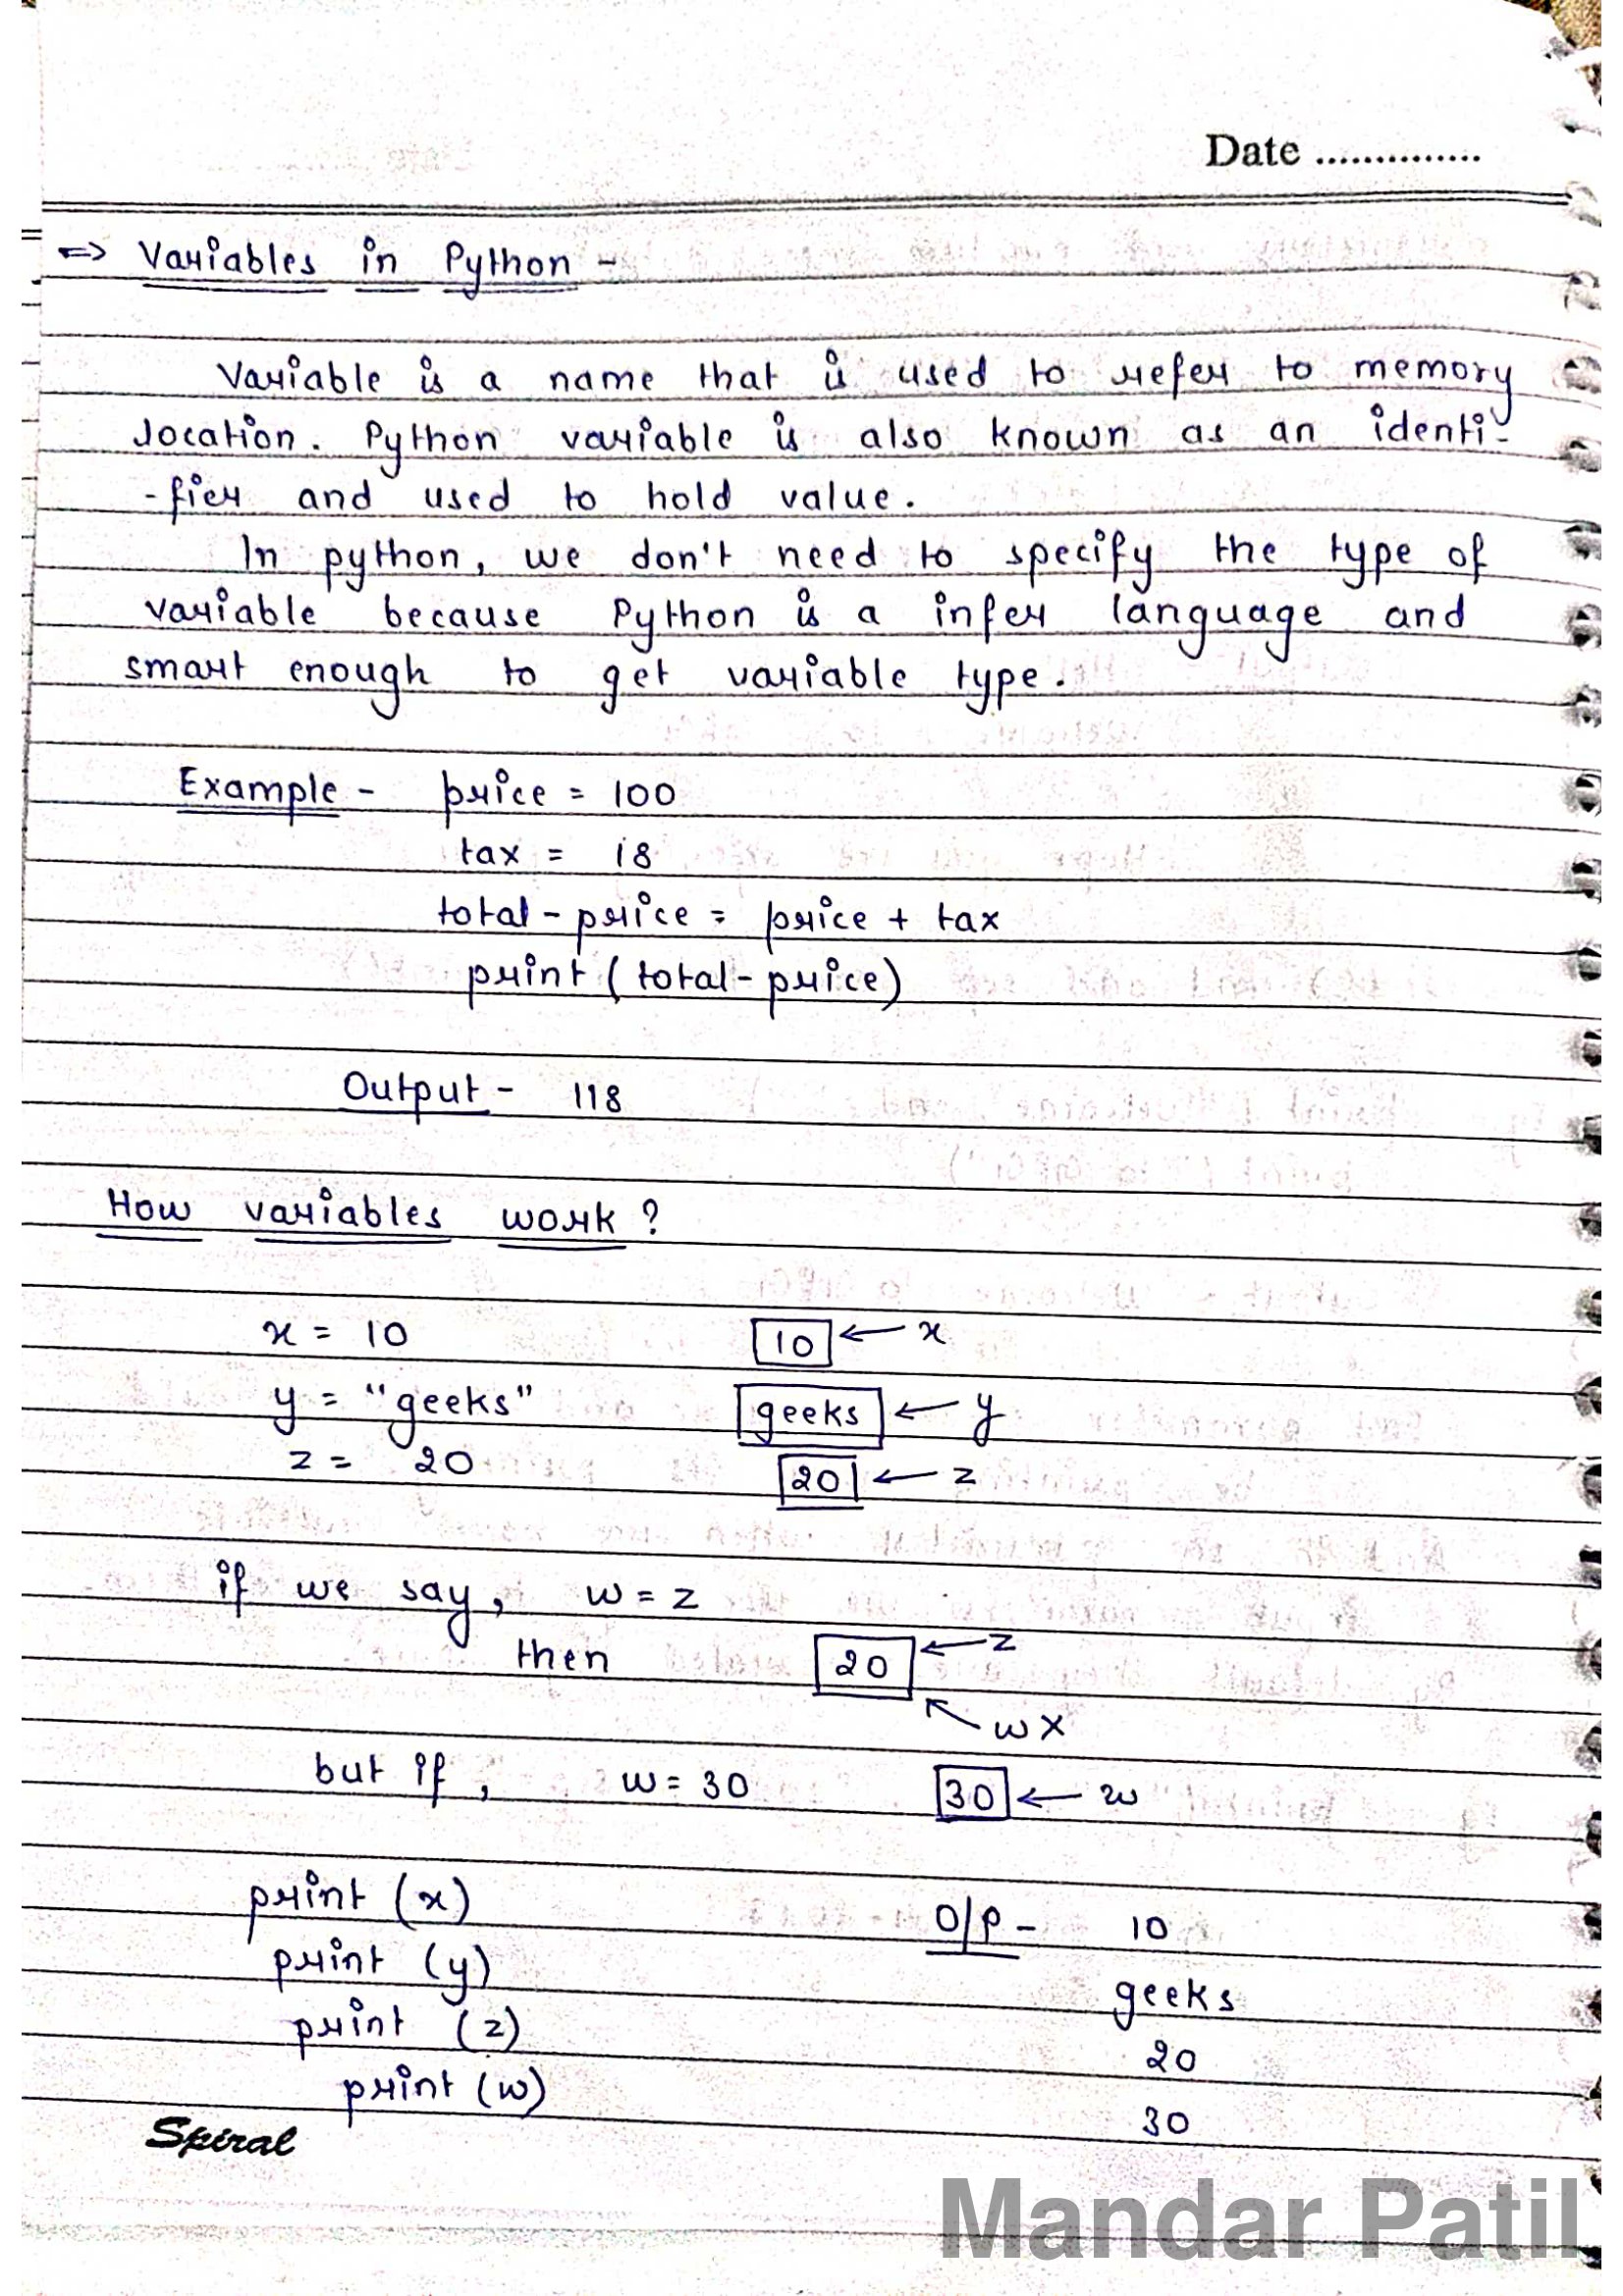 Date ...............
=> Variables in Python -
Variable is a name that is used to refer to memory
location. Python variable is also known as an identi-
-fier and used to hold value.
In python, we don't need to specify the type of
variable because Python is a infer language and
smart enough to get variable type.
Example - price = 100
tax = 18
total-price = price + tax
print (total-price)
Output - 118
How variables work ?
x = 10 10 ← x
y = "geeks" geeks ← y
z = 20 20 ← z
if we say, w = z
then 20 ← z
↖ w x
but if, w = 30 30 ← w
print (x) O/P - 10
print (y) geeks
print (z) 20
print (w) 30
Spiral
Mandar Patil